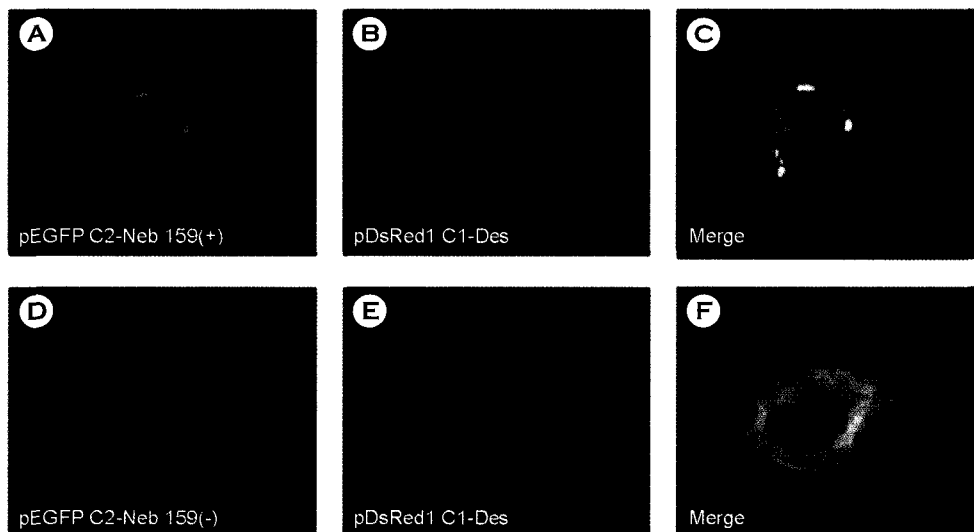 A
B
C
pEGFP C2-Neb 159(+)
pDsRed1 C1-Des
Merge
D
E
F
pEGFP C2-Neb 159(-)
pDsRed1 C1-Des
Merge